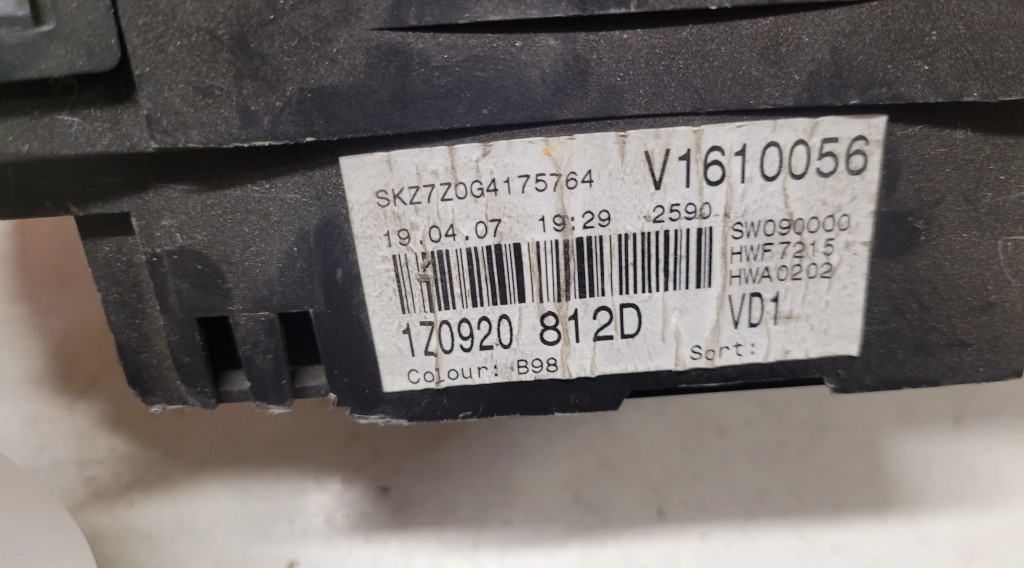 SKZ7Z0G4175764 V1610056
19.04.07 19:29 2590
SW090000
HWF7215
HWA0202
1Z0920 812D VD1
Colour: B98 Sort: